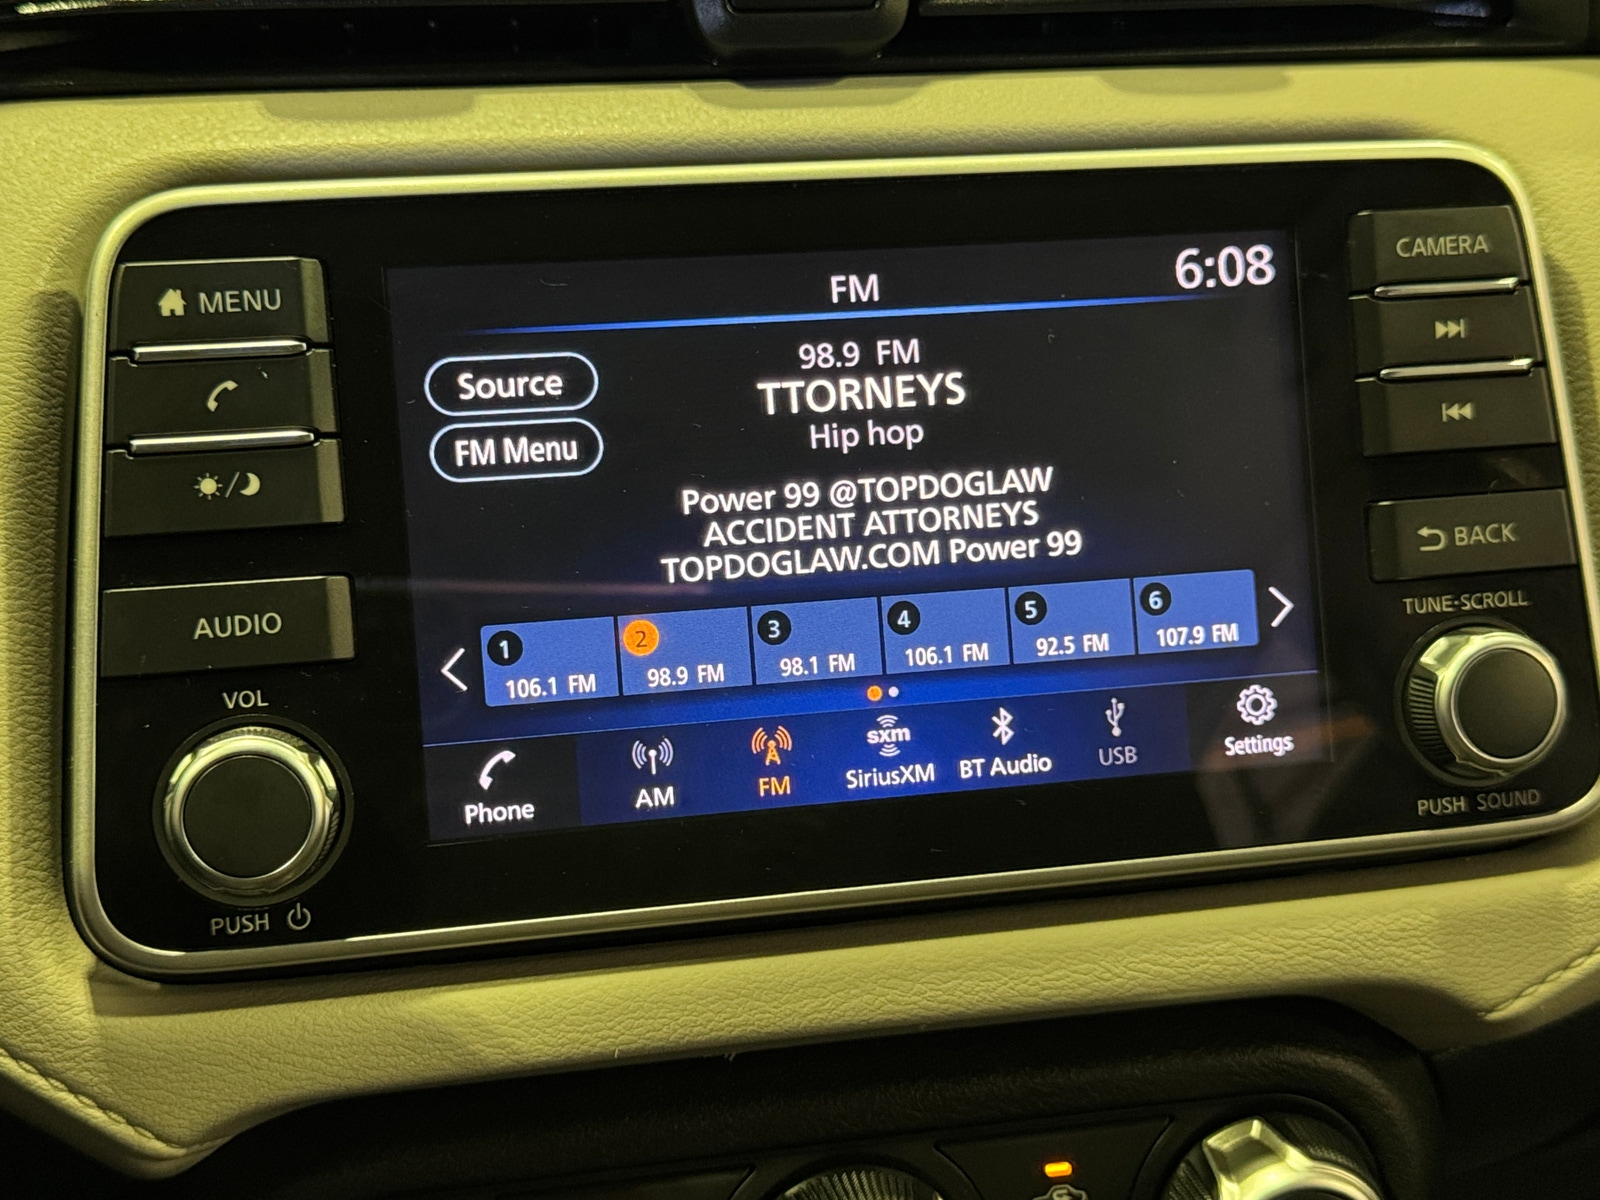 MENU
AUDIO
VOL
PUSH
FM
6:08
Source
FM Menu
98.9 FM
TTORNEYS
Hip hop
Power 99 @TOPDOGLAW
ACCIDENT ATTORNEYS
TOPDOGLAW.COM Power 99
1 2 3 4 5 6
106.1 FM 98.9 FM 98.1 FM 106.1 FM 92.5 FM 107.9 FM
Phone AM FM sxm SiriusXM BT Audio USB Settings
CAMERA
BACK
TUNE·SCROLL
PUSH SOUND